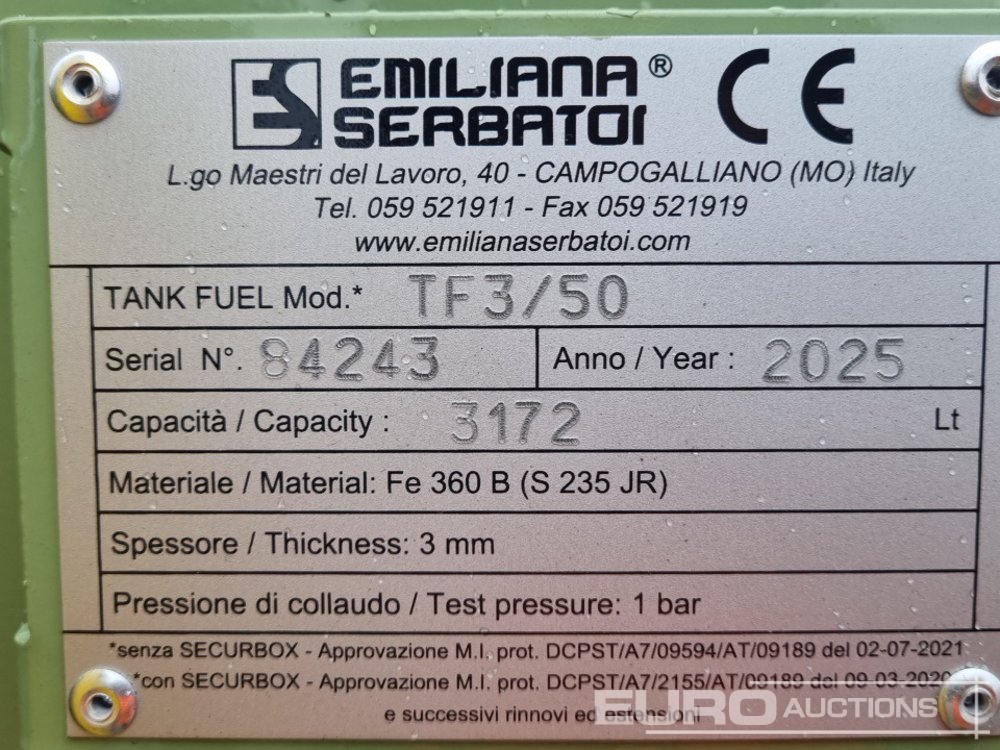 ES EMILIANA ®
SERBATOI
CE
L.go Maestri del Lavoro, 40 - CAMPOGALLIANO (MO) Italy
Tel. 059 521911 - Fax 059 521919
www.emilianaserbatoi.com
TANK FUEL Mod.* TF3/50
Serial N°. 84243 Anno / Year : 2025
Capacità / Capacity : 3172 Lt
Materiale / Material: Fe 360 B (S 235 JR)
Spessore / Thickness: 3 mm
Pressione di collaudo / Test pressure: 1 bar
*senza SECURBOX - Approvazione M.I. prot. DCPST/A7/09594/AT/09189 del 02-07-2021
*con SECURBOX - Approvazione M.I. prot. DCPST/A7/2155/AT/09189 del 09-03-2020
e successivi rinnovi ed estensioni
EURO AUCTIONS